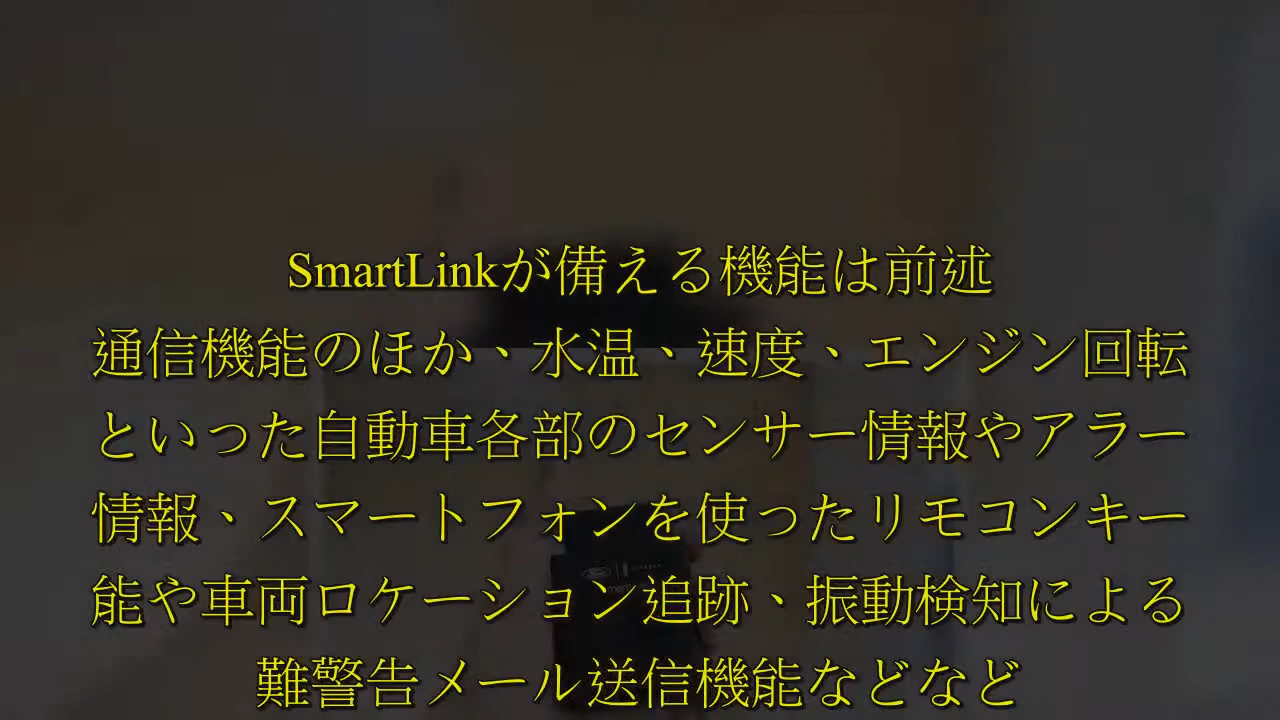 SmartLinkが備える機能は前述
通信機能のほか、水温、速度、エンジン回転
といった自動車各部のセンサー情報やアラー
情報、スマートフォンを使ったリモコンキー
能や車両ロケーション追跡、振動検知による
難警告メール送信機能などなど